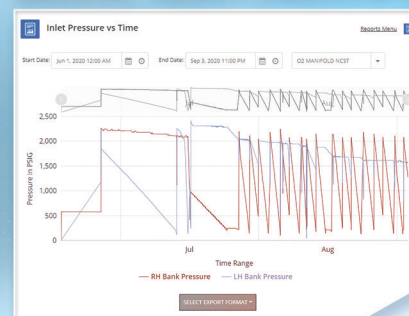 Inlet Pressure vs Time
Reports Menu
Start Date: Jun 1, 2020 12:00 AM End Date: Sep 3, 2020 11:00 PM O2 MANIFOLD NCST
Jul Aug
2,500
2,000
1,500
1,000
500
0
Pressure in PSIG
Jul Aug
Time Range
RH Bank Pressure LH Bank Pressure
SELECT EXPORT FORMAT